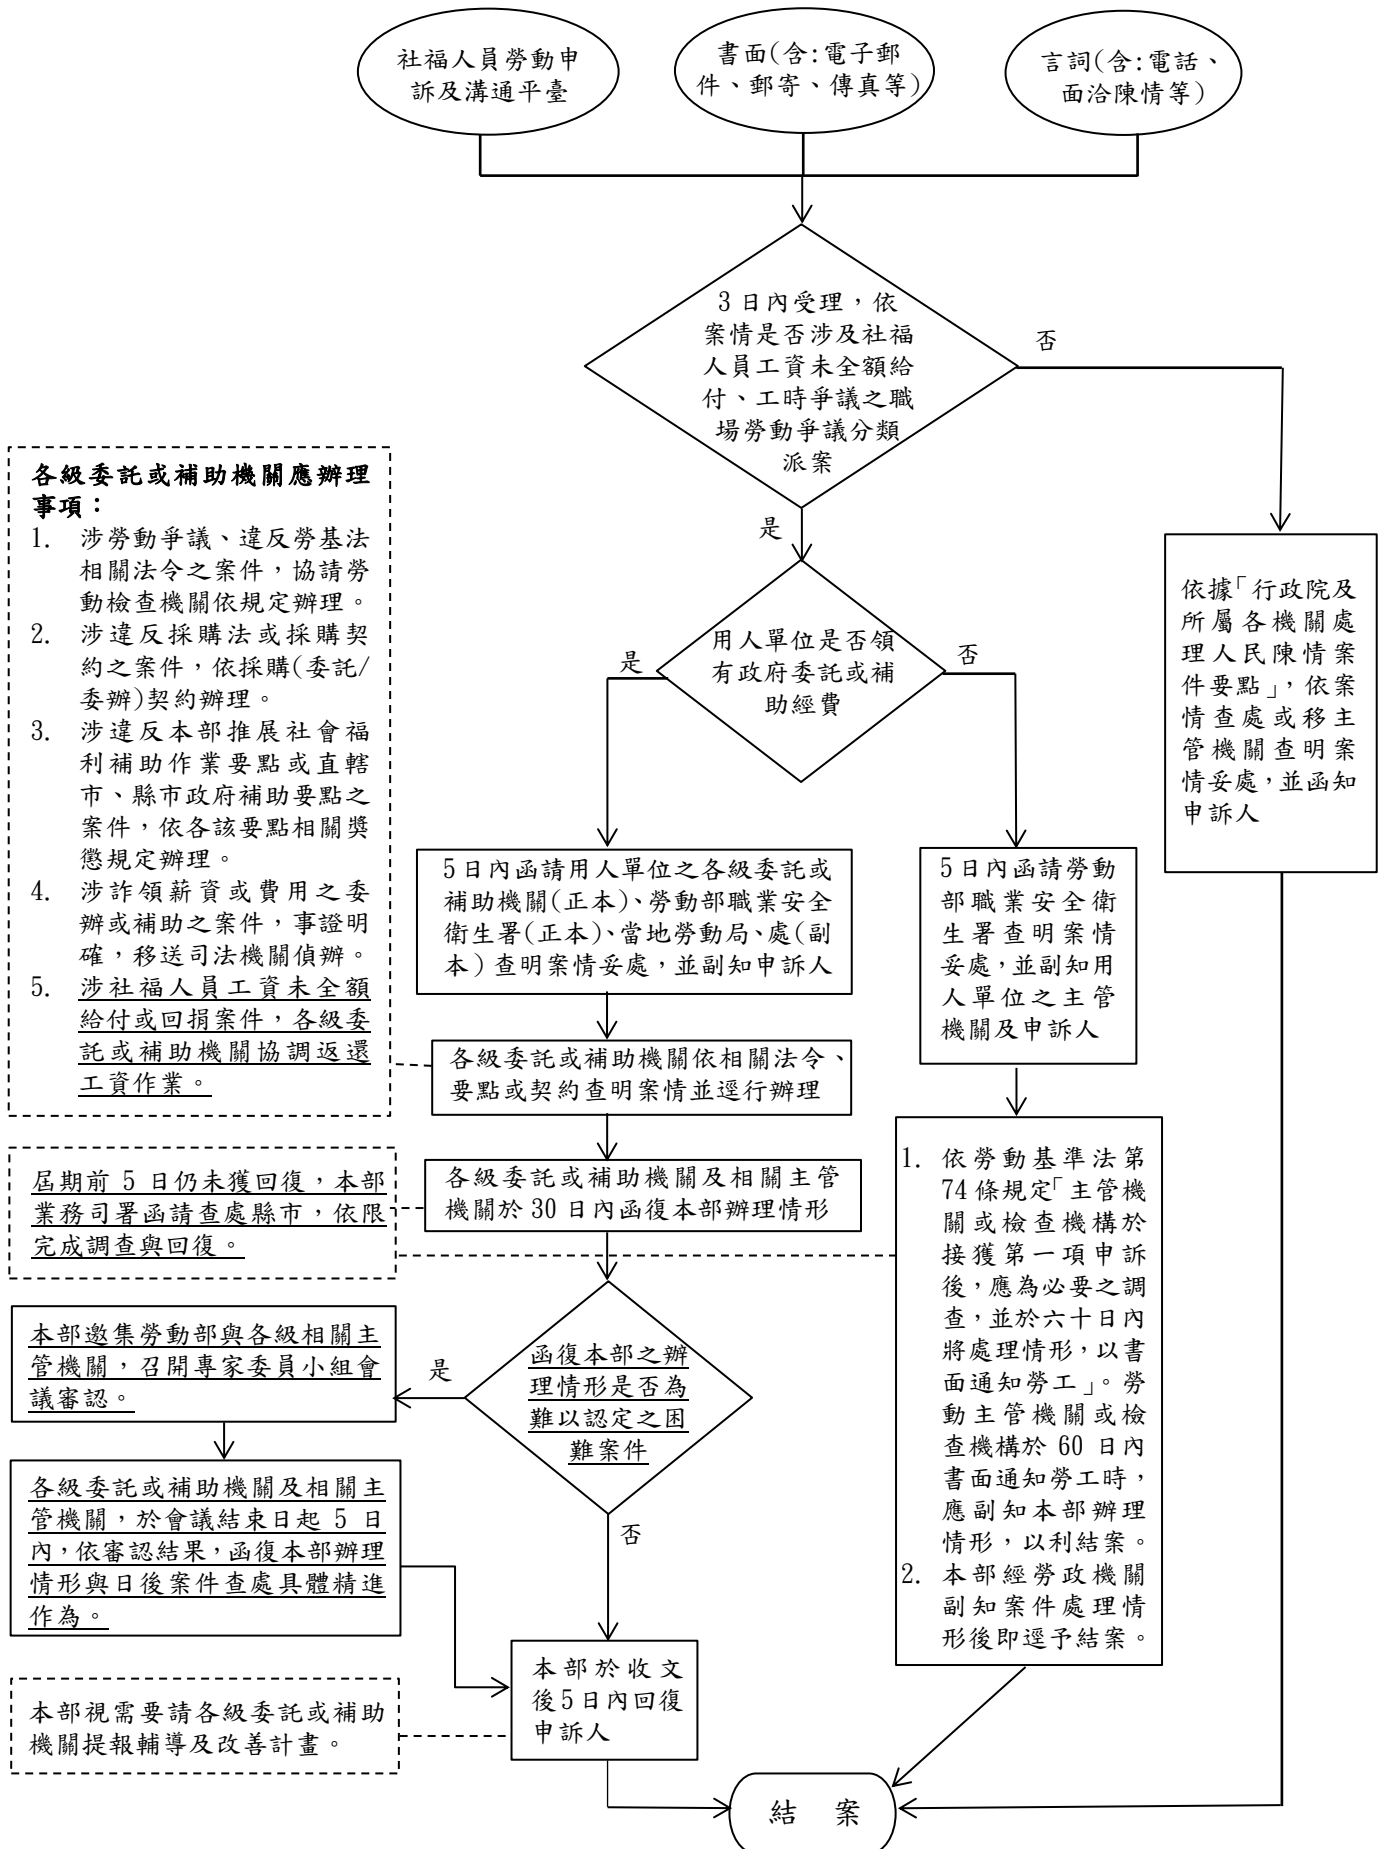 社福人員勞動申
訴及溝通平臺
書面(含:電子郵
件、郵寄、傳真等)
言詞(含:電話、
面洽陳情等)
3 日內受理，依
案情是否涉及社福
人員工資未全額給
付、工時爭議之職
場勞動爭議分類
派案
否
是
依據「行政院及
所屬各機關處
理人民陳情案
件要點」，依案
情查處或移主
管機關查明案
情妥處，並函知
申訴人
用人單位是否領
有政府委託或補
助經費
是
否
各級委託或補助機關應辦理
事項：
1. 涉勞動爭議、違反勞基法
相關法令之案件，協請勞
動檢查機關依規定辦理。
2. 涉違反採購法或採購契
約之案件，依採購(委託/
委辦)契約辦理。
3. 涉違反本部推展社會福
利補助作業要點或直轄
市、縣市政府補助要點之
案件，依各該要點相關獎
懲規定辦理。
4. 涉詐領薪資或費用之委
辦或補助之案件，事證明
確，移送司法機關偵辦。
5. 涉社福人員工資未全額
給付或回捐案件，各級委
託或補助機關協調返還
工資作業。
5日內函請用人單位之各級委託或
補助機關(正本)、勞動部職業安全
衛生署(正本)、當地勞動局、處(副
本)查明案情妥處，並副知申訴人
5日內函請勞動
部職業安全衛
生署查明案情
妥處，並副知用
人單位之主管
機關及申訴人
各級委託或補助機關依相關法令、
要點或契約查明案情並逕行辦理
各級委託或補助機關及相關主管
機關於 30 日內函復本部辦理情形
屆期前 5 日仍未獲回復，本部
業務司署函請查處縣市，依限
完成調查與回復。
1. 依勞動基準法第
74 條規定「主管機
關或檢查機構於
接獲第一項申訴
後，應為必要之調
查，並於六十日內
將處理情形，以書
面通知勞工」。勞
動主管機關或檢
查機構於 60 日內
書面通知勞工時，
應副知本部辦理
情形，以利結案。
2. 本部經勞政機關
副知案件處理情
形後即逕予結案。
函復本部之辦
理情形是否為
難以認定之困
難案件
是
否
本部邀集勞動部與各級相關主
管機關，召開專家委員小組會
議審認。
各級委託或補助機關及相關主
管機關，於會議結束日起 5 日
內，依審認結果，函復本部辦理
情形與日後案件查處具體精進
作為。
本部於收文
後5日內回復
申訴人
本部視需要請各級委託或補助
機關提報輔導及改善計畫。
結 案